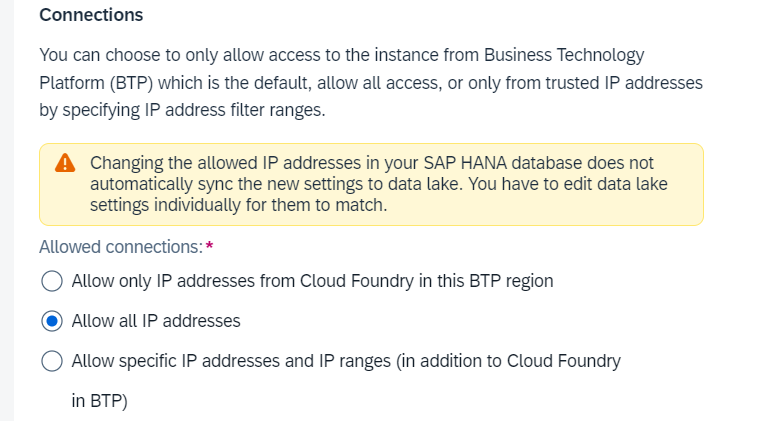 Connections
You can choose to only allow access to the instance from Business Technology
Platform (BTP) which is the default, allow all access, or only from trusted IP addresses
by specifying IP address filter ranges.
Changing the allowed IP addresses in your SAP HANA database does not
automatically sync the new settings to data lake. You have to edit data lake
settings individually for them to match.
Allowed connections:*
Allow only IP addresses from Cloud Foundry in this BTP region
Allow all IP addresses
Allow specific IP addresses and IP ranges (in addition to Cloud Foundry
in BTP)